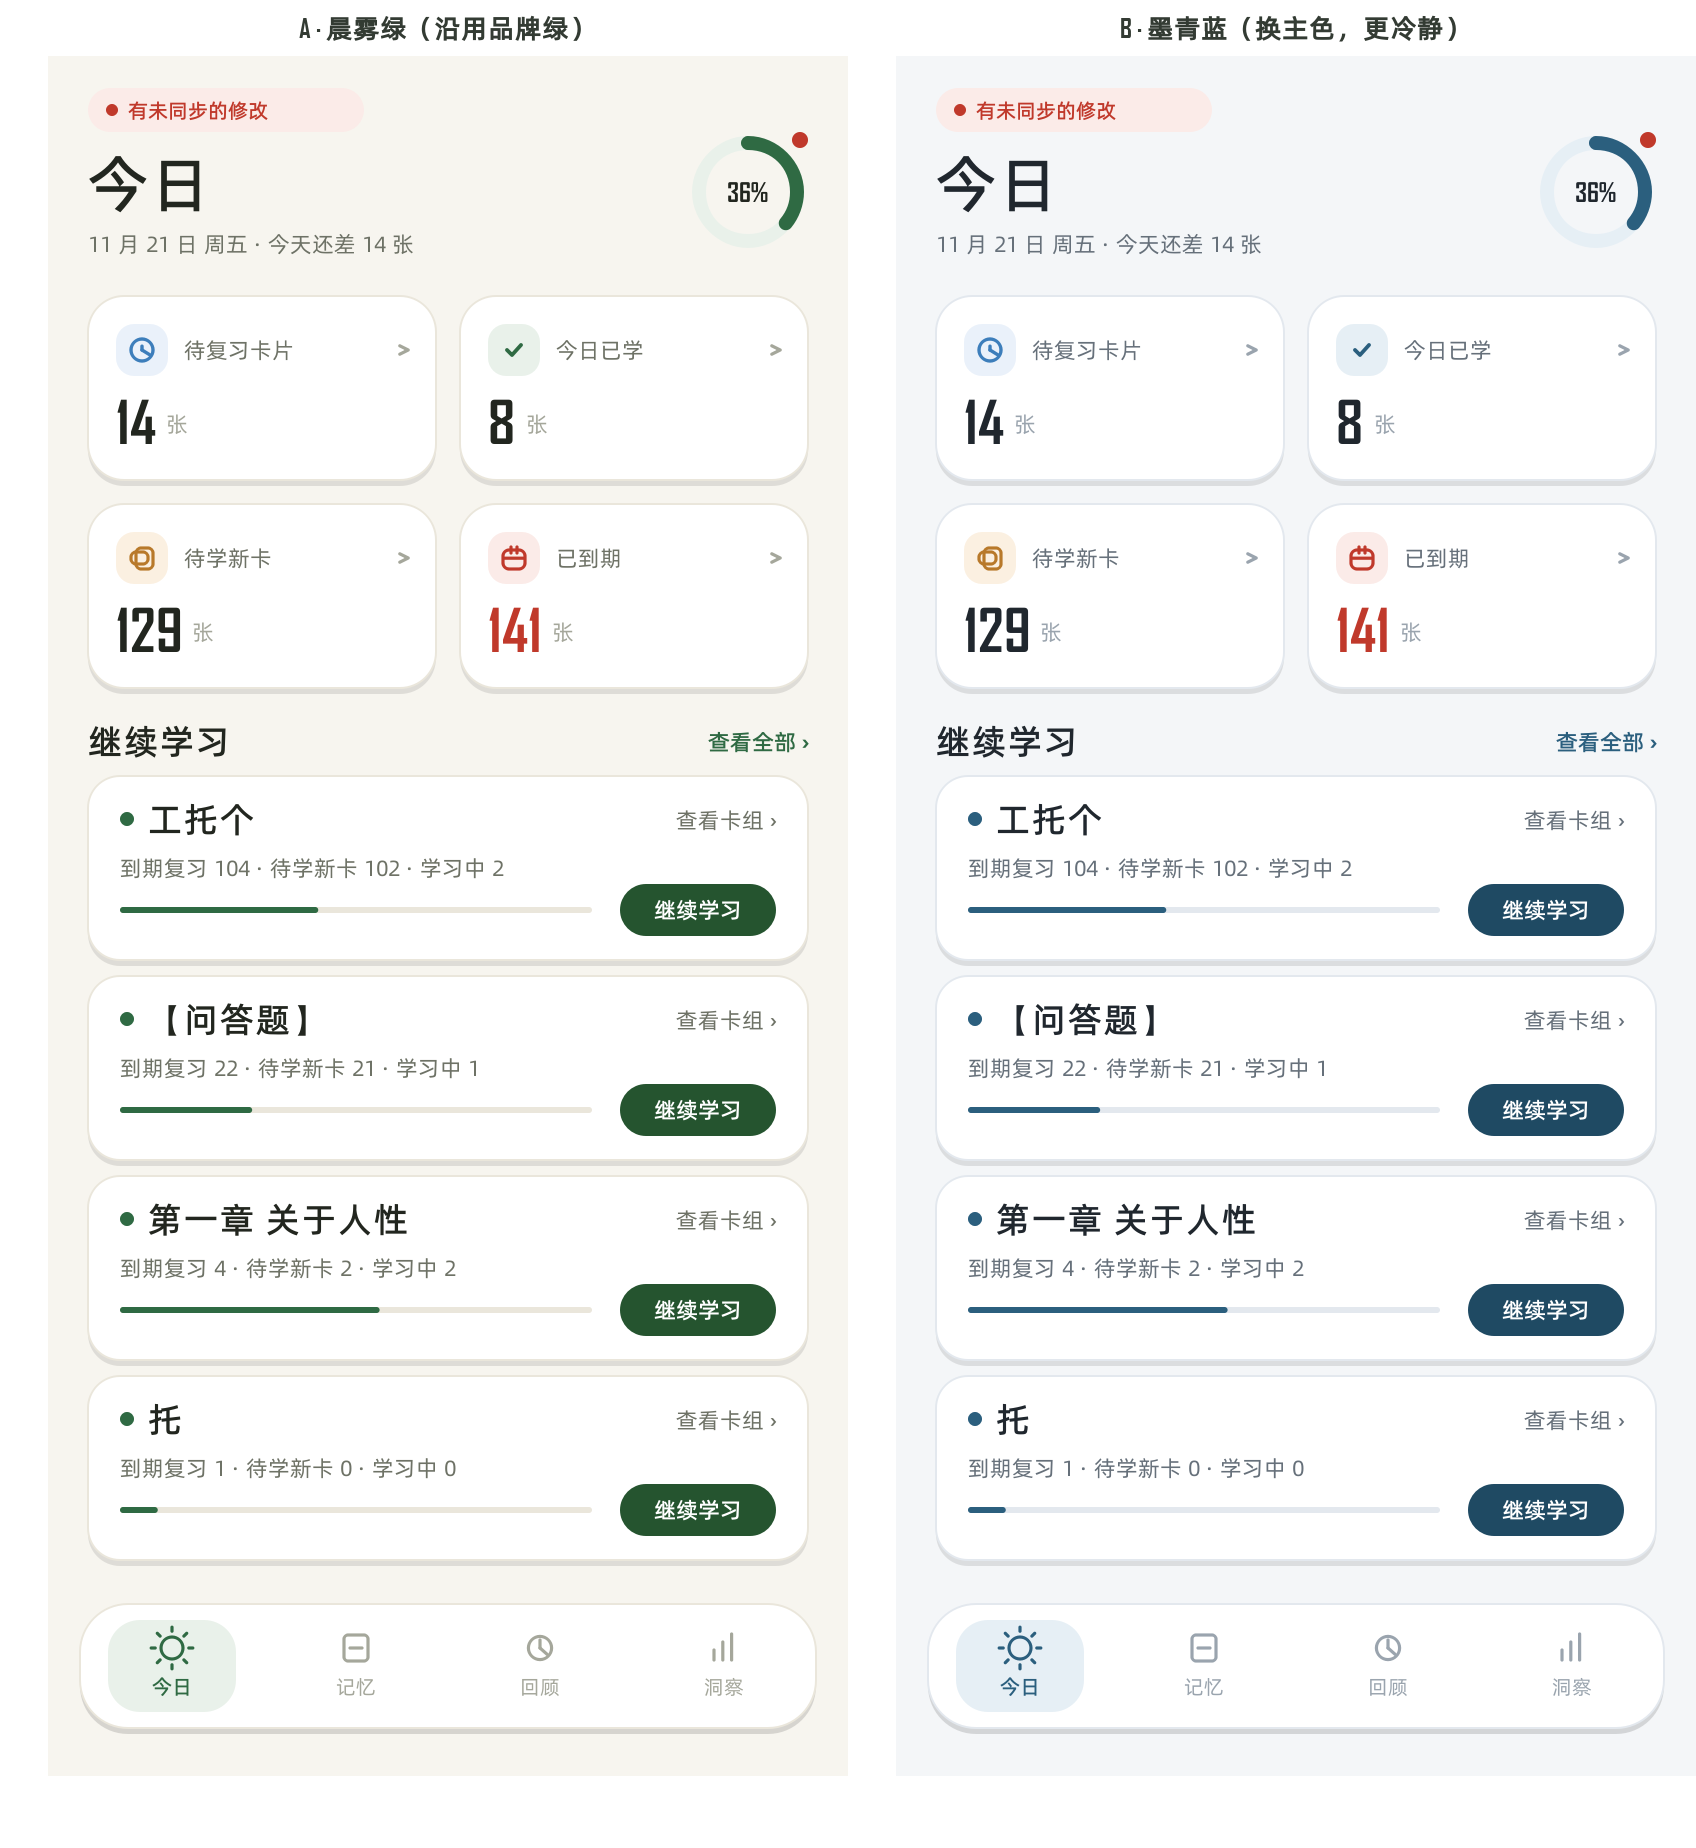 A·晨雾绿（沿用品牌绿）
有未同步的修改
今日
36%
11 月 21 日 周五 · 今天还差 14 张
待复习卡片 >
14 张
今日已学 >
8 张
待学新卡 >
129 张
已到期 >
141 张
继续学习 查看全部 ›
工托个 查看卡组 ›
到期复习 104 · 待学新卡 102 · 学习中 2
继续学习
【问答题】 查看卡组 ›
到期复习 22 · 待学新卡 21 · 学习中 1
继续学习
第一章 关于人性 查看卡组 ›
到期复习 4 · 待学新卡 2 · 学习中 2
继续学习
托 查看卡组 ›
到期复习 1 · 待学新卡 0 · 学习中 0
继续学习
今日 记忆 回顾 洞察
B·墨青蓝（换主色，更冷静）
有未同步的修改
今日
36%
11 月 21 日 周五 · 今天还差 14 张
待复习卡片 >
14 张
今日已学 >
8 张
待学新卡 >
129 张
已到期 >
141 张
继续学习 查看全部 ›
工托个 查看卡组 ›
到期复习 104 · 待学新卡 102 · 学习中 2
继续学习
【问答题】 查看卡组 ›
到期复习 22 · 待学新卡 21 · 学习中 1
继续学习
第一章 关于人性 查看卡组 ›
到期复习 4 · 待学新卡 2 · 学习中 2
继续学习
托 查看卡组 ›
到期复习 1 · 待学新卡 0 · 学习中 0
继续学习
今日 记忆 回顾 洞察